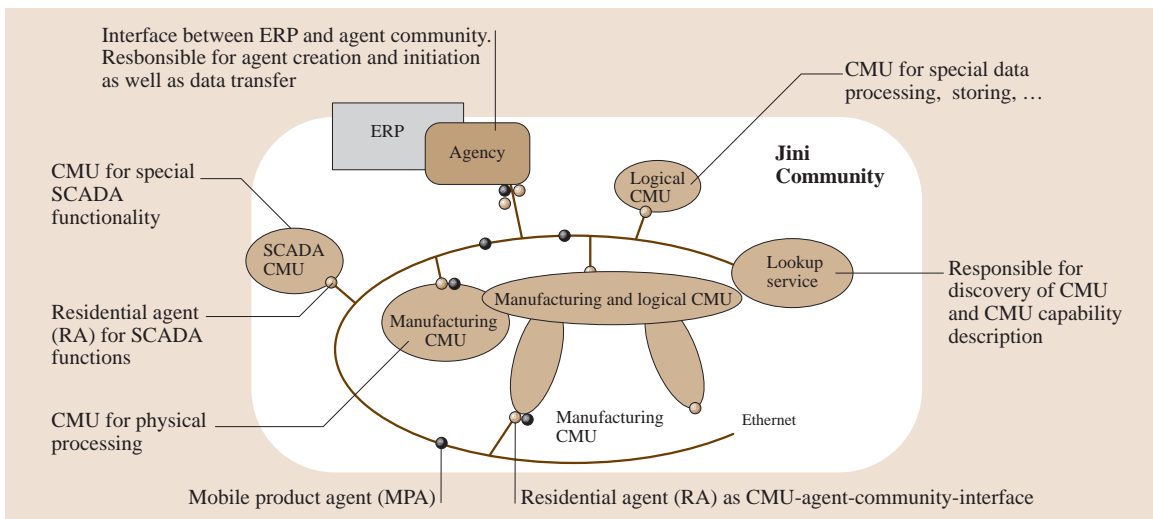 Interface between ERP and agent community.
Responsible for agent creation and initiation
as well as data transfer
CMU for special data
processing, storing, …
ERP
Agency
Jini
Community
CMU for special
SCADA
functionality
Logical
CMU
SCADA
CMU
Lookup
service
Responsible for
discovery of CMU
and CMU capability
description
Manufacturing and logical CMU
Residential agent
(RA) for SCADA
functions
Manufacturing
CMU
CMU for physical
processing
Manufacturing
CMU
Ethernet
Mobile product agent (MPA)
Residential agent (RA) as CMU-agent-community-interface